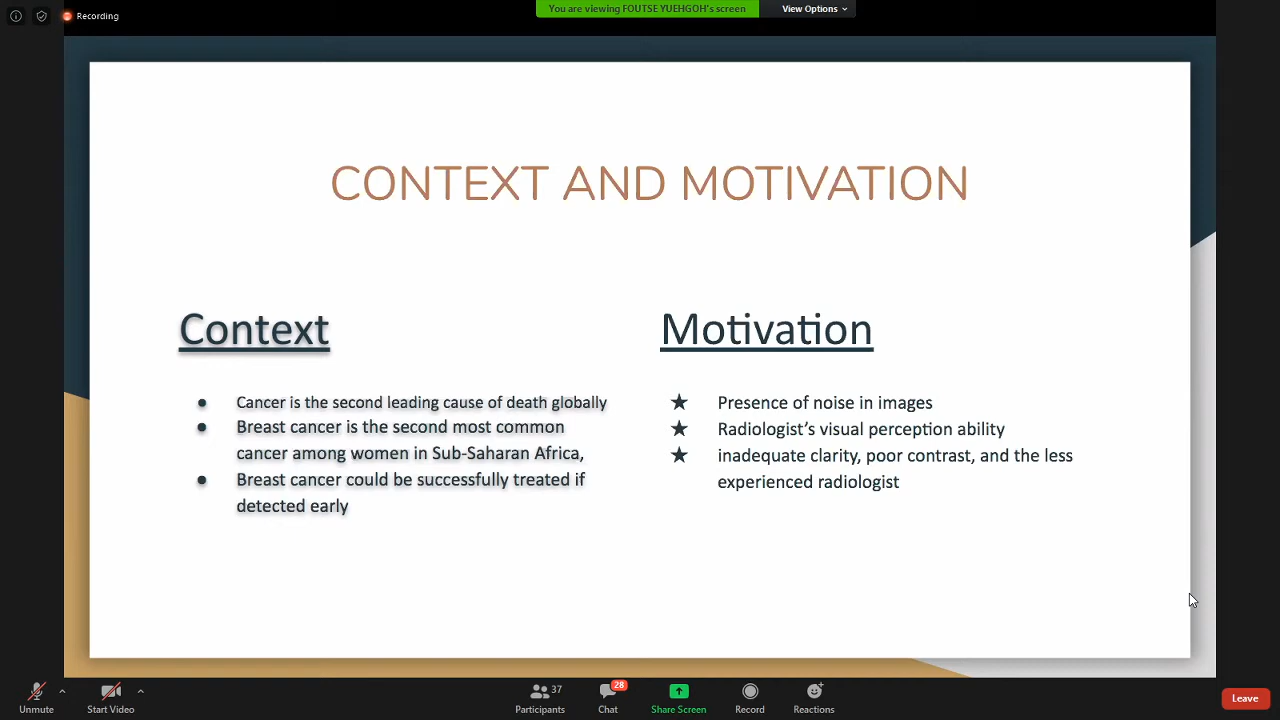 Recording
You are viewing FOUTSE YUEHGOH's screen
View Options
CONTEXT AND MOTIVATION
Context
● Cancer is the second leading cause of death globally
● Breast cancer is the second most common
cancer among women in Sub-Saharan Africa,
● Breast cancer could be successfully treated if
detected early
Motivation
★ Presence of noise in images
★ Radiologist’s visual perception ability
★ inadequate clarity, poor contrast, and the less
experienced radiologist
Unmute
Start Video
37
Participants
28
Chat
Share Screen
Record
Reactions
Leave